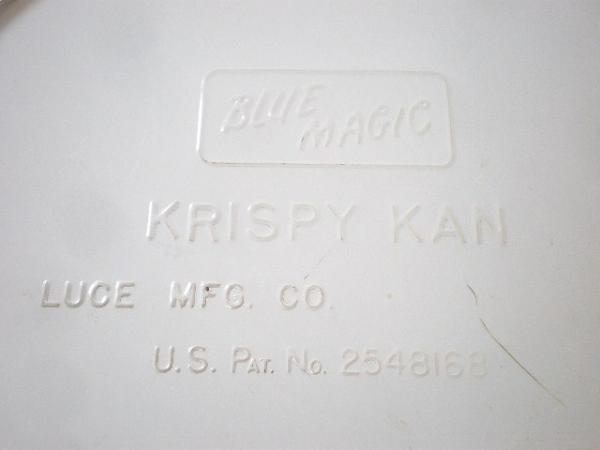 BLUE
MAGIC
KRISPY KAN
LUCE MFG. CO.
U.S. PAT. NO. 2548168